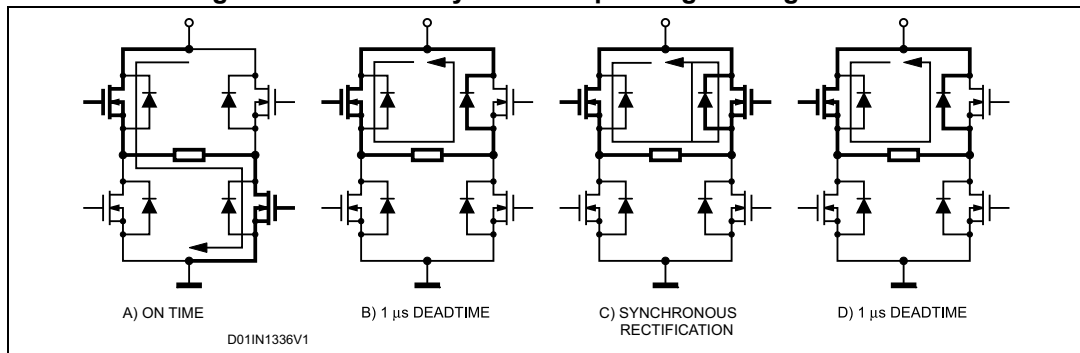 A) ON TIME
B) 1 μs DEADTIME
C) SYNCHRONOUS
RECTIFICATION
D) 1 μs DEADTIME
D01IN1336V1